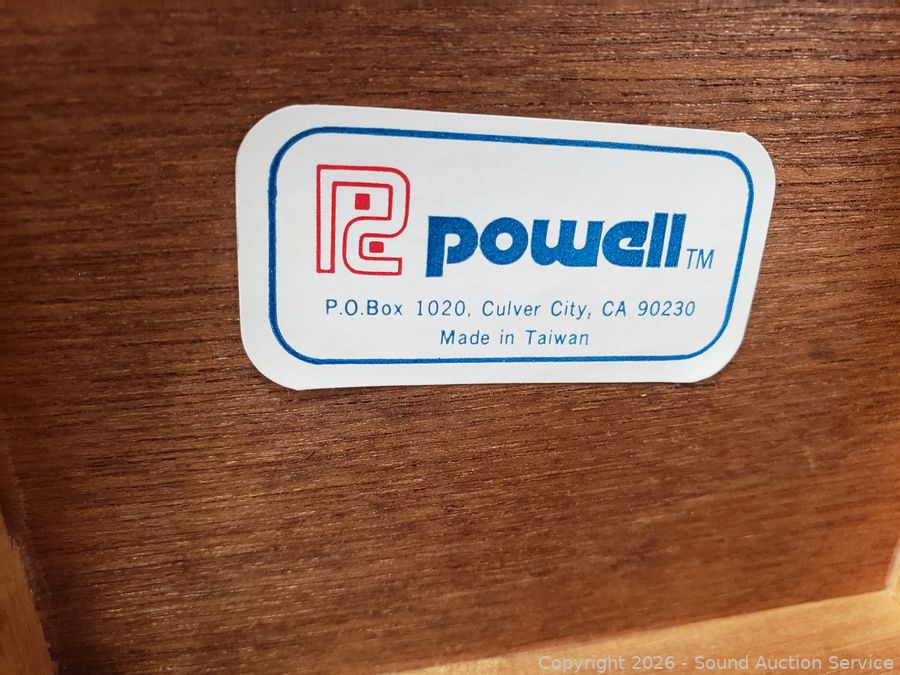 powell TM
P.O.Box 1020, Culver City, CA 90230
Made in Taiwan
Copyright 2026 - Sound Auction Service